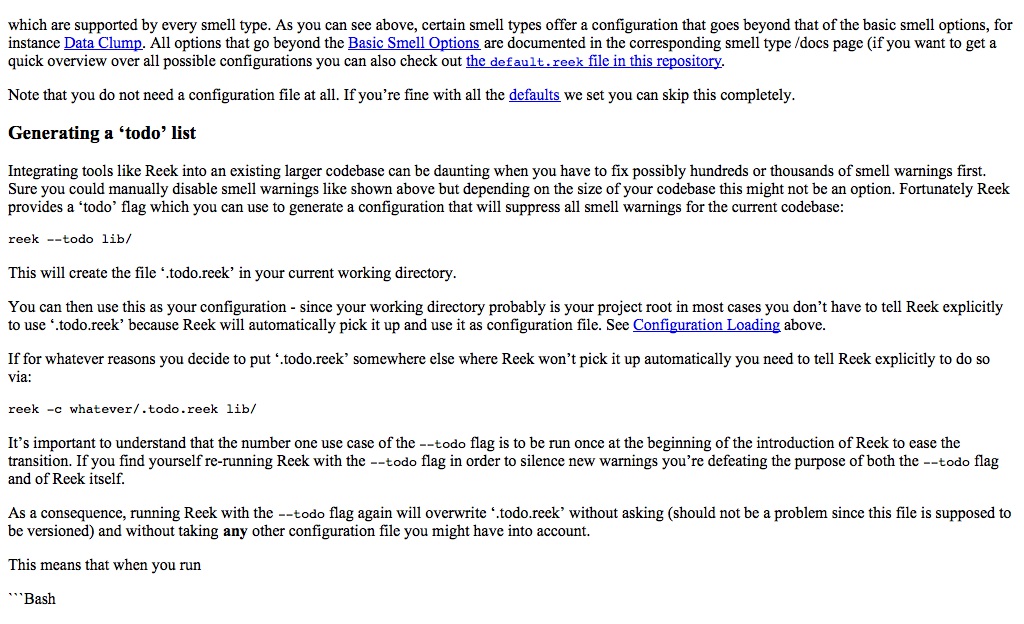 which are supported by every smell type. As you can see above, certain smell types offer a configuration that goes beyond that of the basic smell options, for
instance Data Clump. All options that go beyond the Basic Smell Options are documented in the corresponding smell type /docs page (if you want to get a
quick overview over all possible configurations you can also check out the default.reek file in this repository.
Note that you do not need a configuration file at all. If you’re fine with all the defaults we set you can skip this completely.
Generating a ‘todo’ list
Integrating tools like Reek into an existing larger codebase can be daunting when you have to fix possibly hundreds or thousands of smell warnings first.
Sure you could manually disable smell warnings like shown above but depending on the size of your codebase this might not be an option. Fortunately Reek
provides a ‘todo’ flag which you can use to generate a configuration that will suppress all smell warnings for the current codebase:
reek --todo lib/
This will create the file ‘.todo.reek’ in your current working directory.
You can then use this as your configuration - since your working directory probably is your project root in most cases you don’t have to tell Reek explicitly
to use ‘.todo.reek’ because Reek will automatically pick it up and use it as configuration file. See Configuration Loading above.
If for whatever reasons you decide to put ‘.todo.reek’ somewhere else where Reek won’t pick it up automatically you need to tell Reek explicitly to do so
via:
reek -c whatever/.todo.reek lib/
It’s important to understand that the number one use case of the --todo flag is to be run once at the beginning of the introduction of Reek to ease the
transition. If you find yourself re-running Reek with the --todo flag in order to silence new warnings you’re defeating the purpose of both the --todo flag
and of Reek itself.
As a consequence, running Reek with the --todo flag again will overwrite ‘.todo.reek’ without asking (should not be a problem since this file is supposed to
be versioned) and without taking any other configuration file you might have into account.
This means that when you run
```Bash